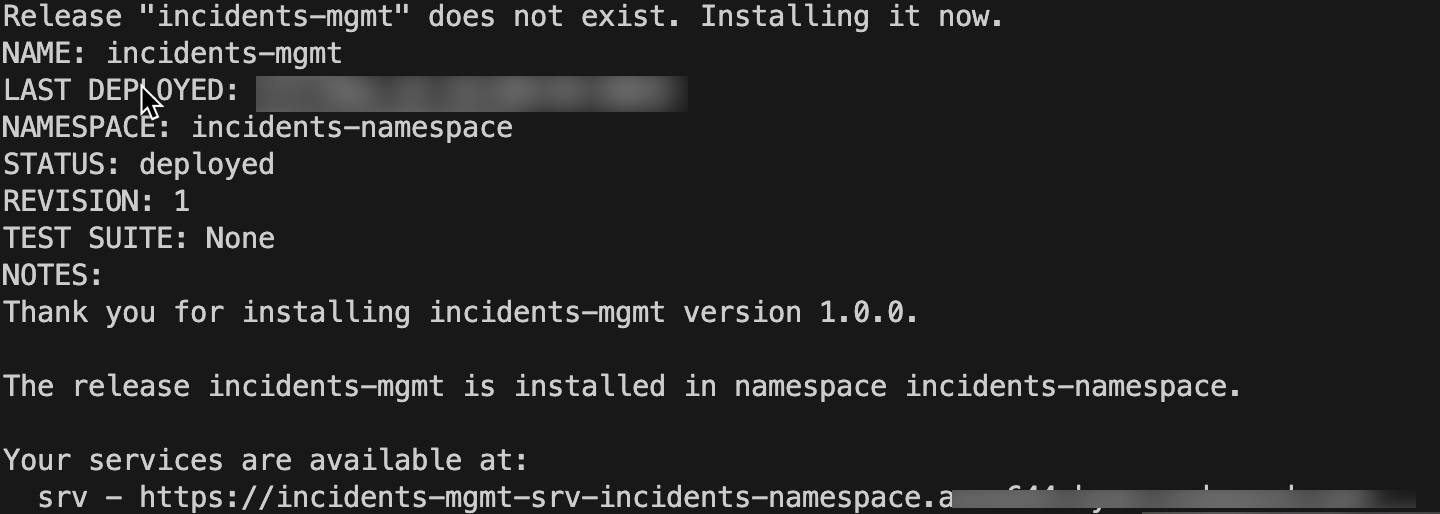 Release "incidents-mgmt" does not exist. Installing it now.
NAME: incidents-mgmt
LAST DEPLOYED:
NAMESPACE: incidents-namespace
STATUS: deployed
REVISION: 1
TEST SUITE: None
NOTES:
Thank you for installing incidents-mgmt version 1.0.0.
The release incidents-mgmt is installed in namespace incidents-namespace.
Your services are available at:
srv - https://incidents-mgmt-srv-incidents-namespace.a